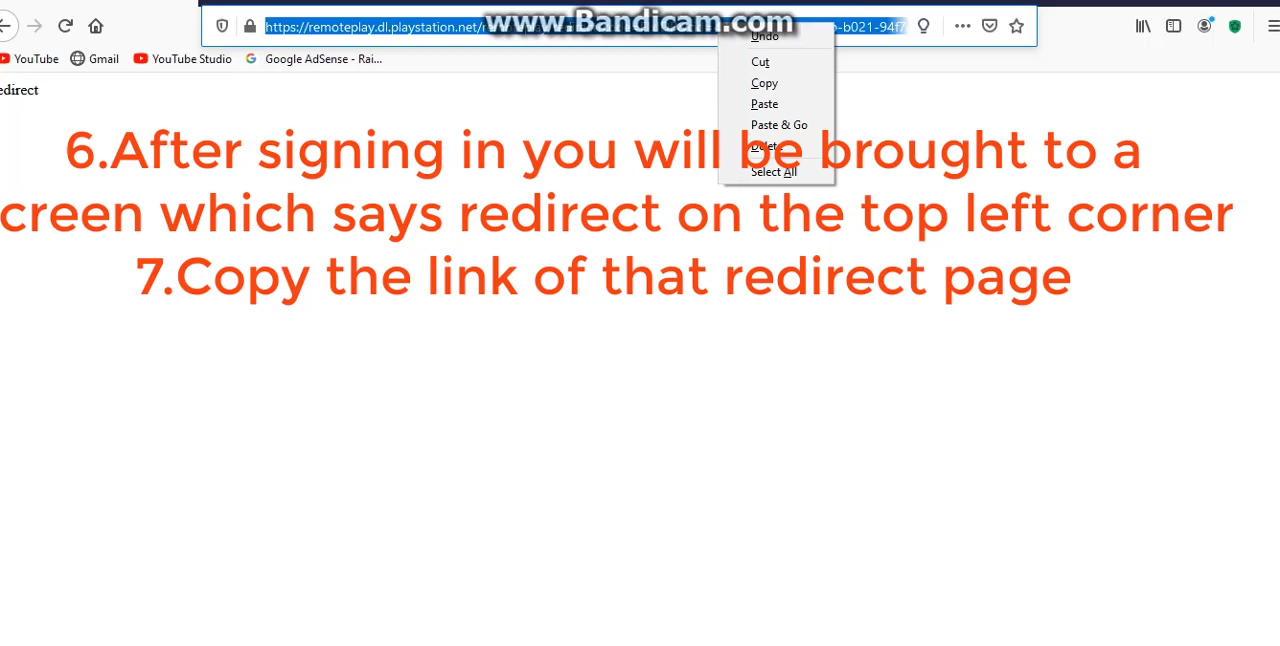 www.Bandicam.com
https://remoteplay.dl.playstation.net/ -b021-94f7
Undo
YouTube Gmail YouTube Studio Google AdSense - Rai...
Cut
Copy
Paste
Paste & Go
Delete
Select All
edirect
6.After signing in you will be brought to a
creen which says redirect on the top left corner
7.Copy the link of that redirect page